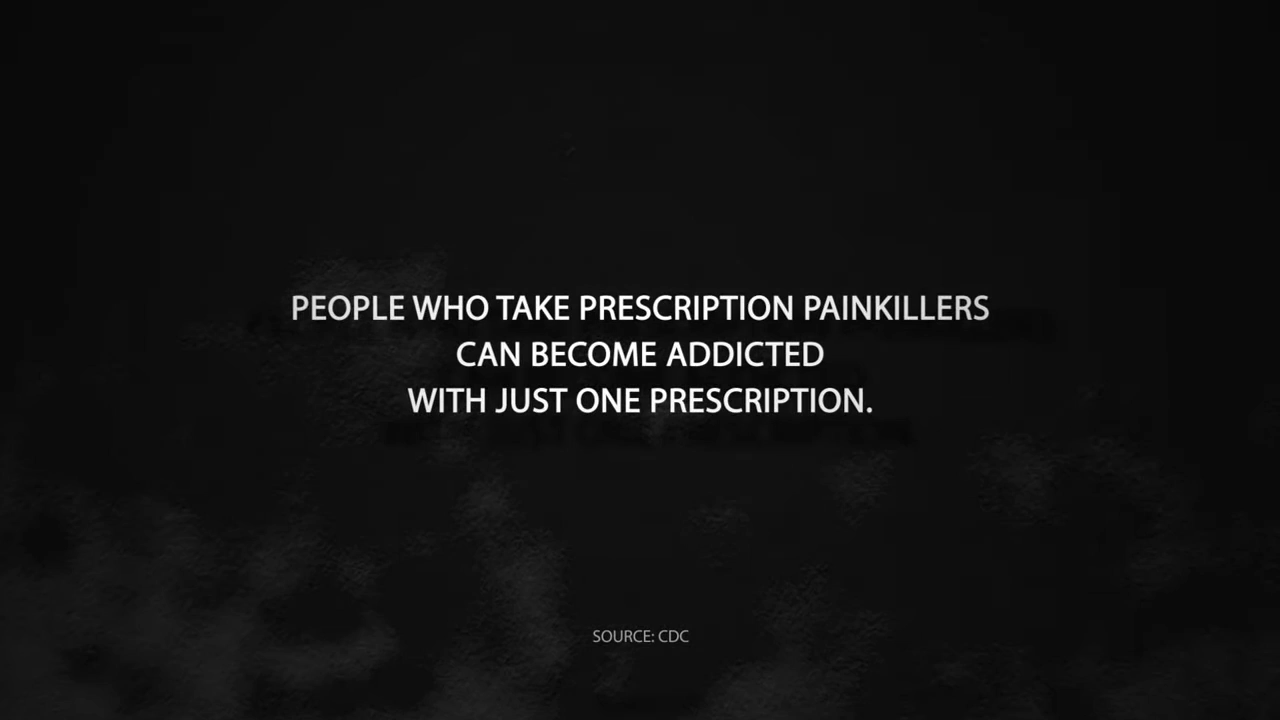 PEOPLE WHO TAKE PRESCRIPTION PAINKILLERS
CAN BECOME ADDICTED
WITH JUST ONE PRESCRIPTION.
SOURCE: CDC